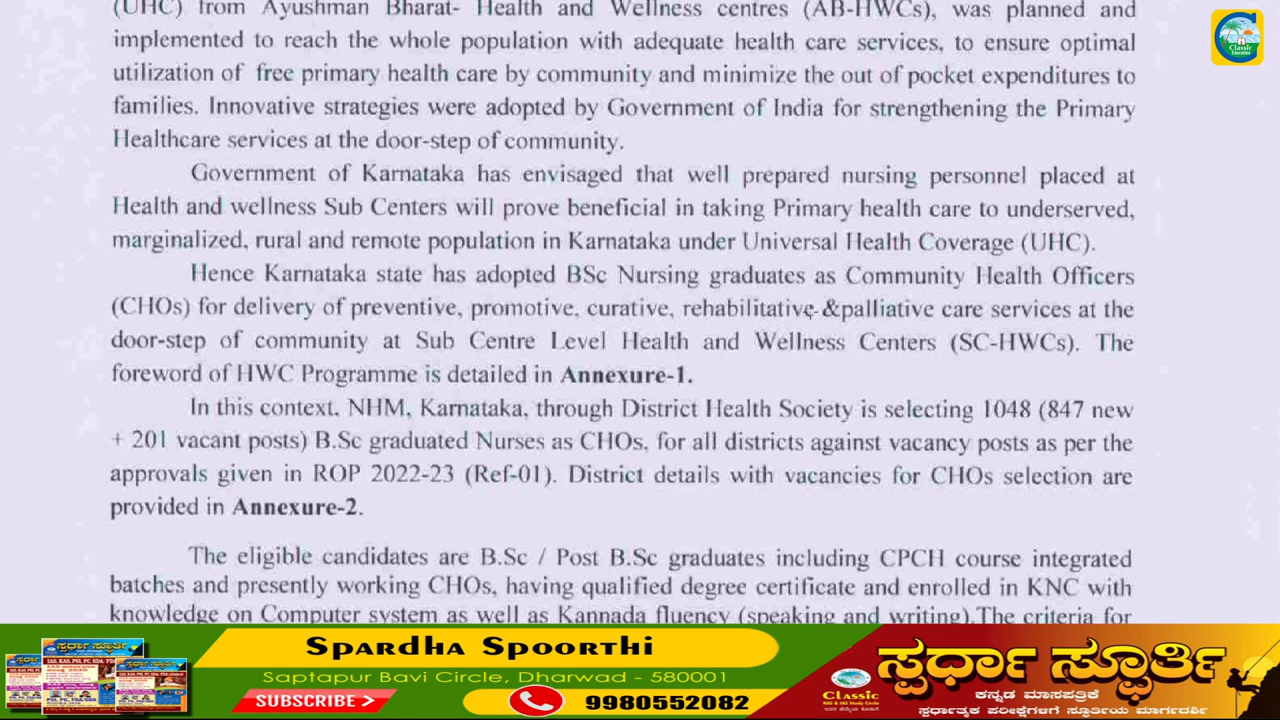 (UHC) from Ayushman Bharat- Health and Wellness centres (AB-HWCs), was planned and
implemented to reach the whole population with adequate health care services, to ensure optimal
utilization of free primary health care by community and minimize the out of pocket expenditures to
families. Innovative strategies were adopted by Government of India for strengthening the Primary
Healthcare services at the door-step of community.
Government of Karnataka has envisaged that well prepared nursing personnel placed at
Health and wellness Sub Centers will prove beneficial in taking Primary health care to underserved,
marginalized, rural and remote population in Karnataka under Universal Health Coverage (UHC).
Hence Karnataka state has adopted BSc Nursing graduates as Community Health Officers
(CHOs) for delivery of preventive, promotive, curative, rehabilitative &palliative care services at the
door-step of community at Sub Centre Level Health and Wellness Centers (SC-HWCs). The
foreword of HWC Programme is detailed in Annexure-1.
In this context, NHM, Karnataka, through District Health Society is selecting 1048 (847 new
+ 201 vacant posts) B.Sc graduated Nurses as CHOs, for all districts against vacancy posts as per the
approvals given in ROP 2022-23 (Ref-01). District details with vacancies for CHOs selection are
provided in Annexure-2.
The eligible candidates are B.Sc / Post B.Sc graduates including CPCH course integrated
batches and presently working CHOs, having qualified degree certificate and enrolled in KNC with
knowledge on Computer system as well as Kannada fluency (speaking and writing) The criteria for
Classic
Education
Spardha Spoorthi
Saptapur Bavi Circle, Dharwad - 580001
SUBSCRIBE
9980552082
Classic
KAS & IAS Study Circle
ಸ್ಪರ್ಧಾ ಸ್ಫೂರ್ತಿ
ಕನ್ನಡ ಮಾಸಪತ್ರಿಕೆ
ಸ್ಪರ್ಧಾತ್ಮಕ ಪರೀಕ್ಷೆಗಳಿಗೆ ಸ್ಫೂರ್ತಿಯ ಮಾರ್ಗದರ್ಶಿ